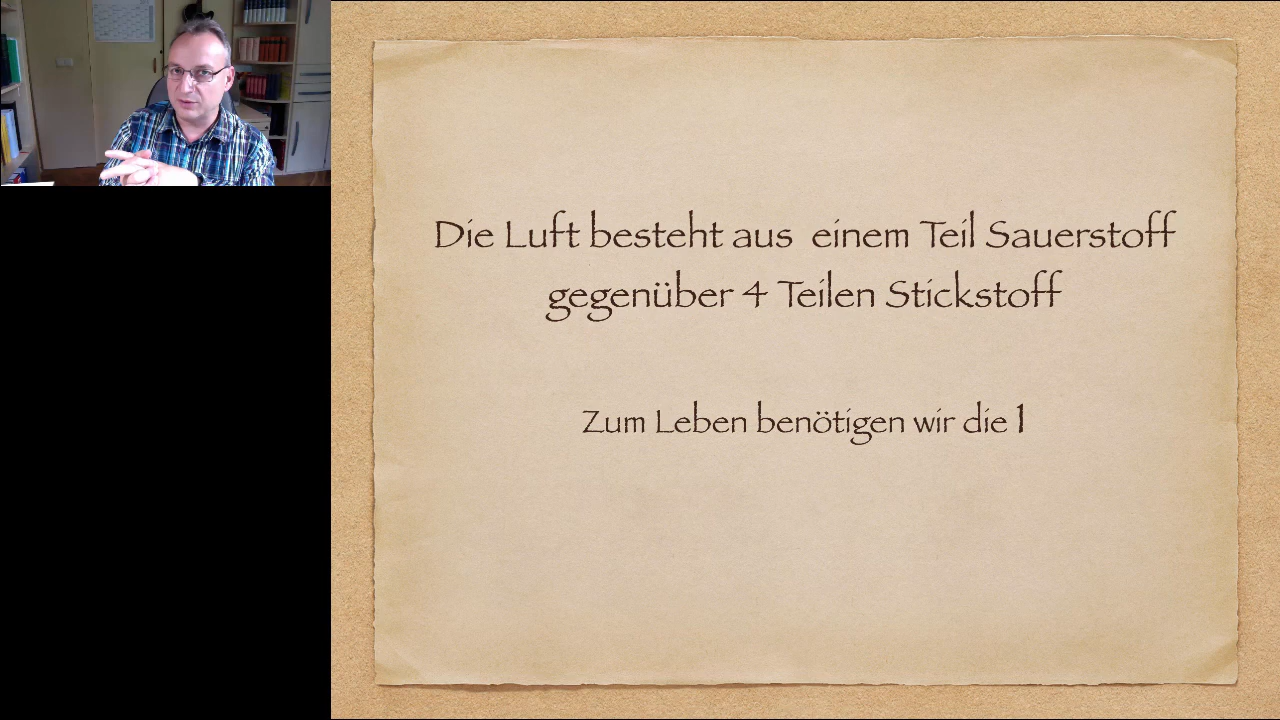 Die Luft besteht aus einem Teil Sauerstoff
gegenüber 4 Teilen Stickstoff
Zum Leben benötigen wir die 1